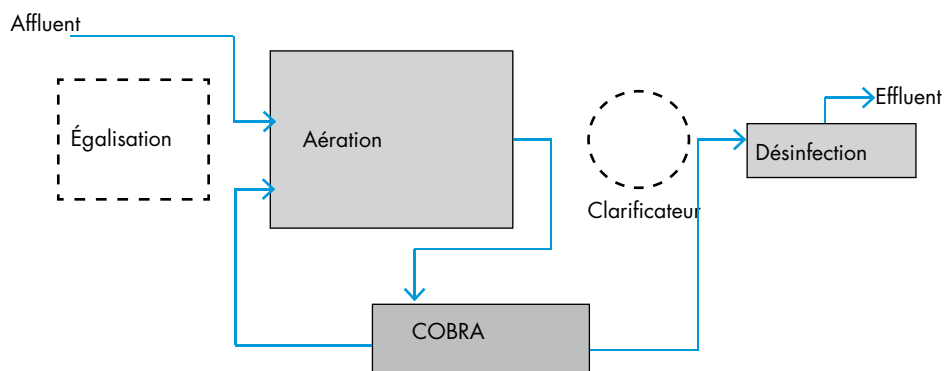 Affluent
Égalisation
Aération
Clarificateur
Effluent
Désinfection
COBRA